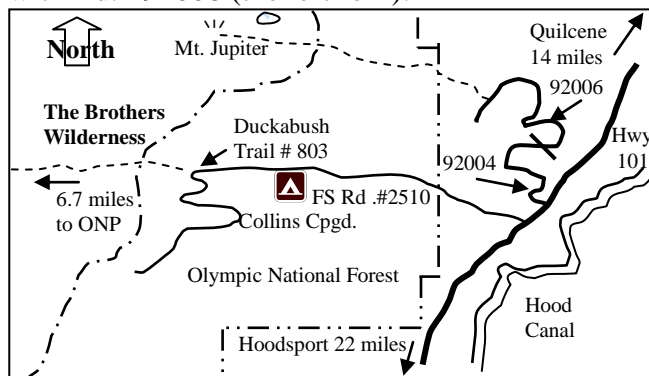 North
Mt. Jupiter
Quilcene
14 miles
92006
The Brothers
Wilderness
Duckabush
Trail # 803
Hwy
101
92004
6.7 miles
to ONP
FS Rd .#2510
Collins Cpgd.
Olympic National Forest
Hood
Canal
Hoodsport 22 miles